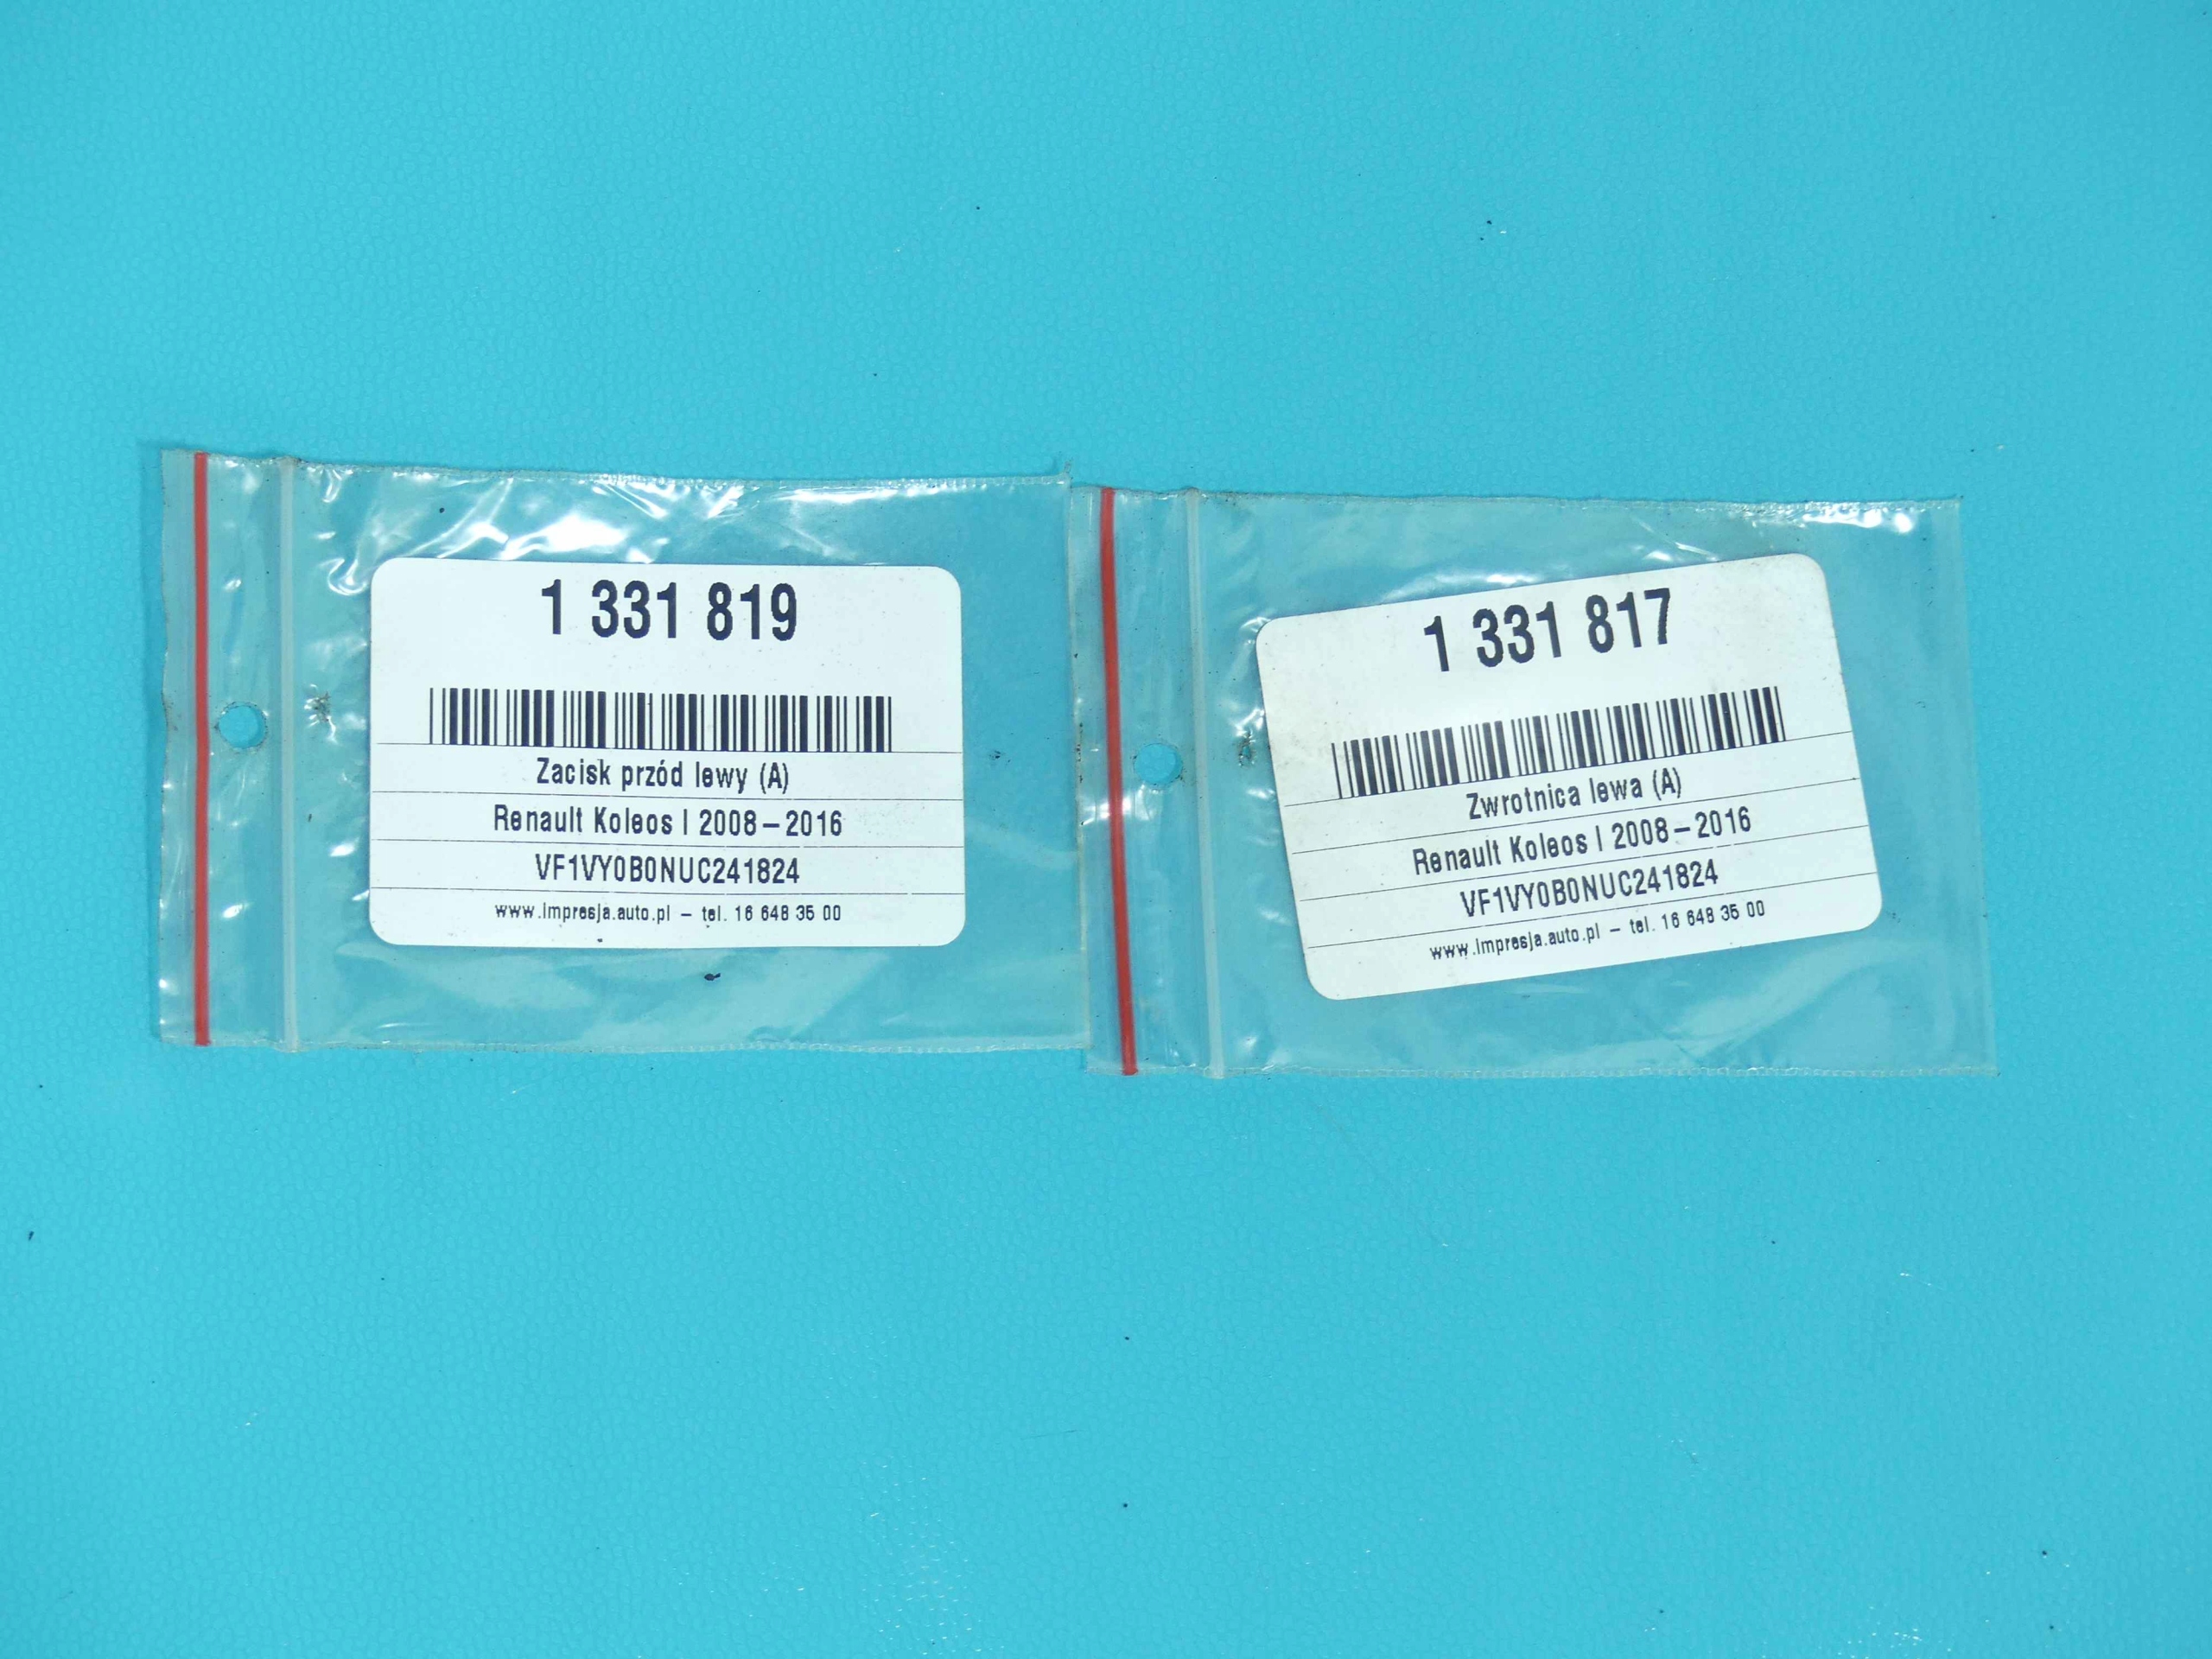 1 331 819
Zacisk przód lewy (A)
Renault Koleos I 2008-2016
VF1VY0B0NUC241824
www.impresja.auto.pl - tel. 16 648 35 00
1 331 817
Zwrotnica lewa (A)
Renault Koleos I 2008-2016
VF1VY0B0NUC241824
www.impresja.auto.pl - tel. 16 648 35 00